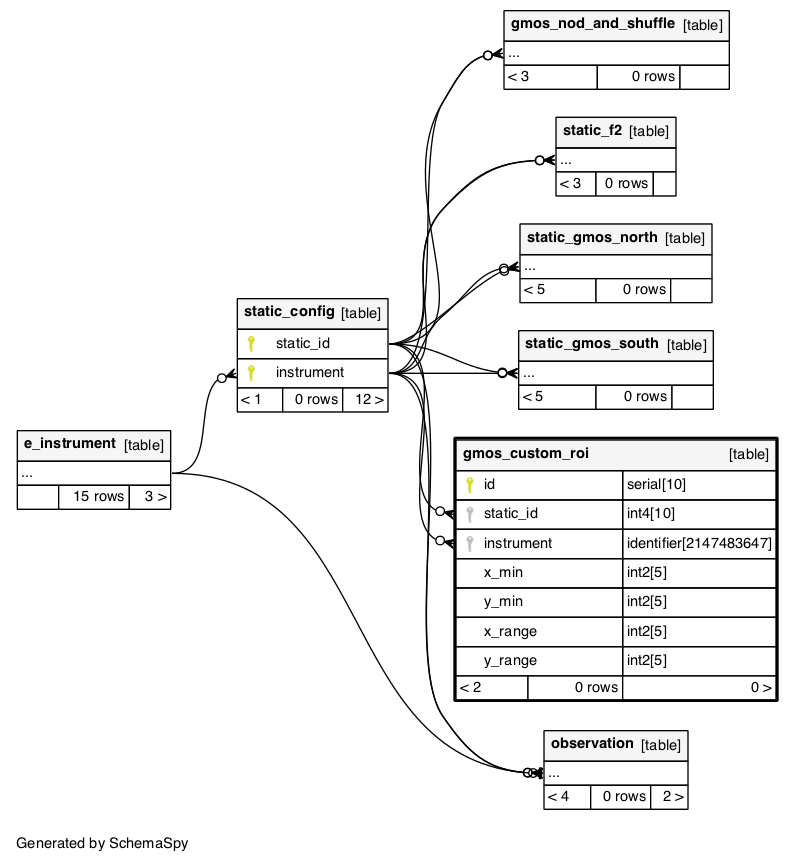 gmos_nod_and_shuffle [table]
...
< 3 0 rows
static_f2 [table]
...
< 3 0 rows
static_gmos_north [table]
...
< 5 0 rows
static_config [table]
static_id
instrument
< 1 0 rows 12 >
static_gmos_south [table]
...
< 5 0 rows
e_instrument [table]
...
15 rows 3 >
gmos_custom_roi [table]
id serial[10]
static_id int4[10]
instrument identifier[2147483647]
x_min int2[5]
y_min int2[5]
x_range int2[5]
y_range int2[5]
< 2 0 rows 0 >
observation [table]
...
< 4 0 rows 2 >
Generated by SchemaSpy